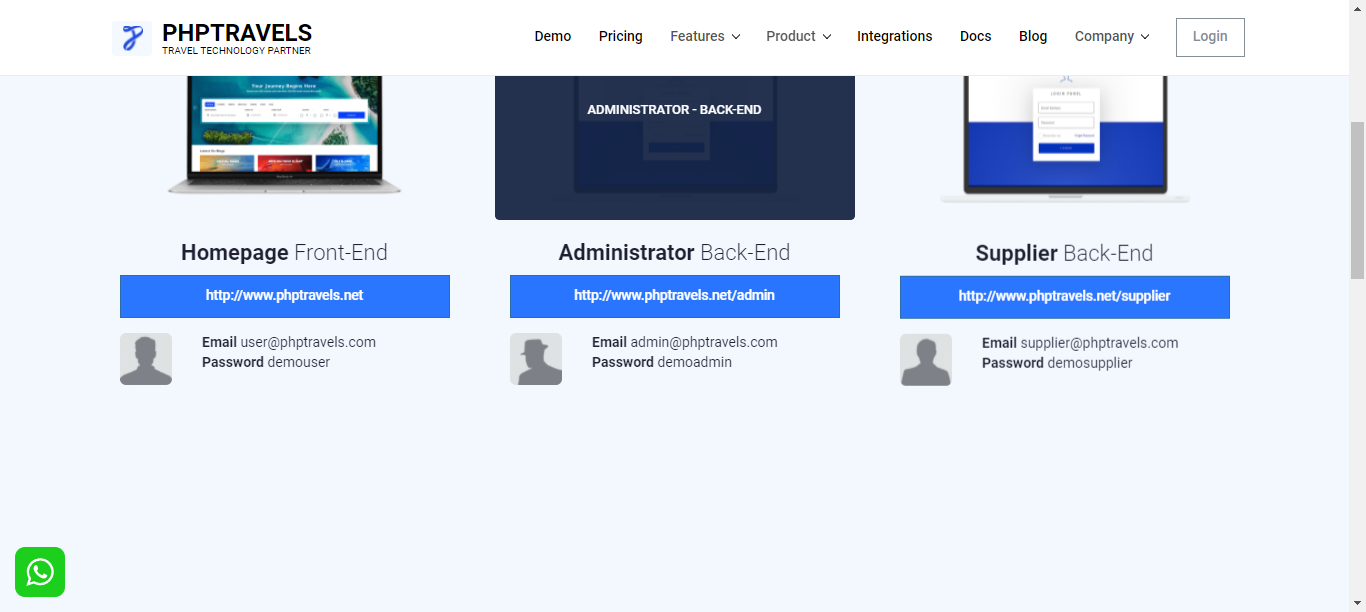 PHPTRAVELS
TRAVEL TECHNOLOGY PARTNER
Demo Pricing Features Product Integrations Docs Blog Company Login
Your Journey Begins Here
ADMINISTRATOR - BACK-END
LOGIN PANEL
Homepage Front-End
http://www.phptravels.net
Email user@phptravels.com
Password demouser
Administrator Back-End
http://www.phptravels.net/admin
Email admin@phptravels.com
Password demoadmin
Supplier Back-End
http://www.phptravels.net/supplier
Email supplier@phptravels.com
Password demosupplier